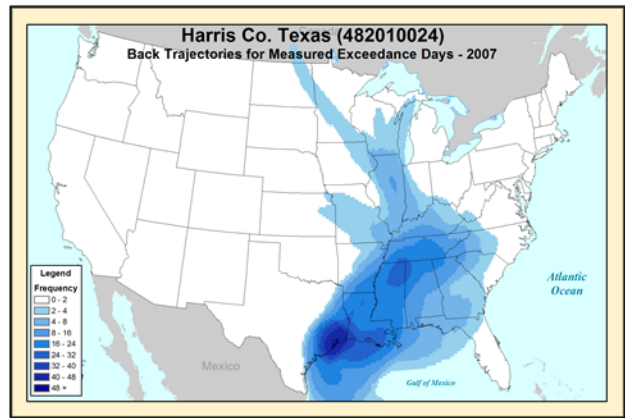 Harris Co. Texas (482010024)
Back Trajectories for Measured Exceedance Days - 2007
Atlantic
Ocean
Mexico
Gulf of Mexico
Legend
Frequency
0 - 2
2 - 4
4 - 8
8 - 16
16 - 24
24 - 32
32 - 40
40 - 48
48 +